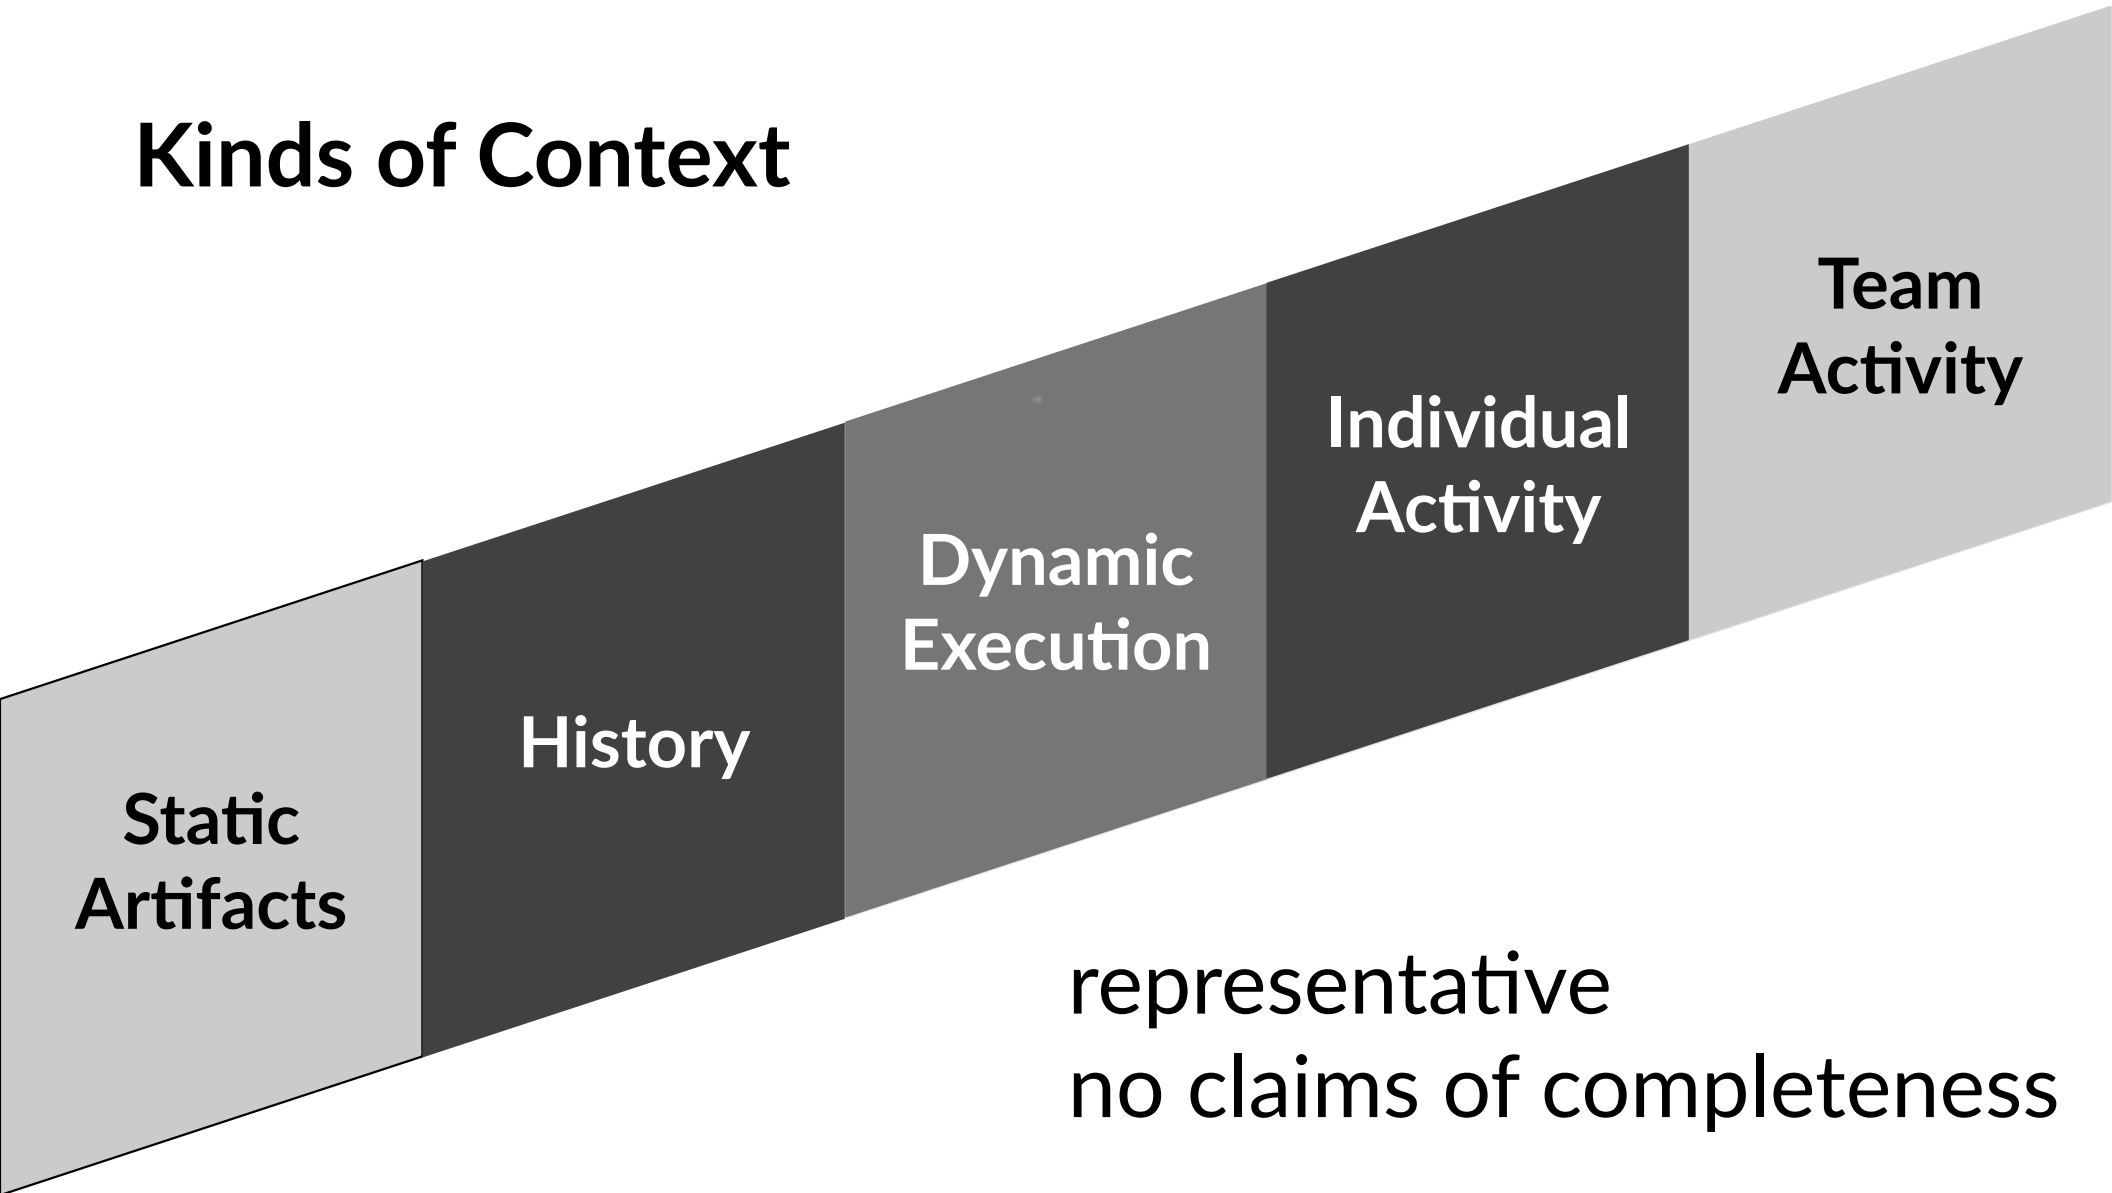 Kinds of Context
Static
Artifacts
History
Dynamic
Execution
Individual
Activity
Team
Activity
representative
no claims of completeness